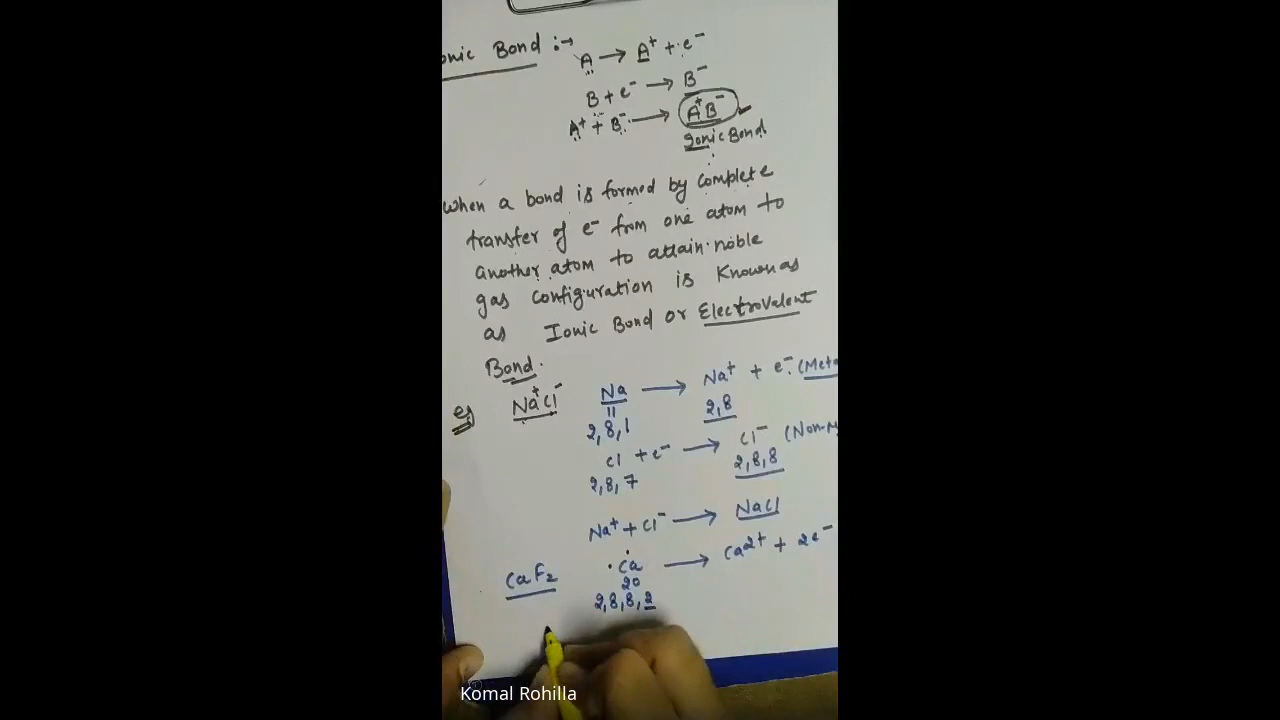 onic Bond :→
A → A⁺ + e⁻
B + e⁻ → B⁻
A⁺ + B⁻ → A⁺B⁻
Ionic Bond
When a bond is formed by complete
transfer of e⁻ from one atom to
another atom to attain noble
gas configuration is Known as
as Ionic Bond or Electrovalent
Bond.
eg Na⁺Cl⁻ Na → Na⁺ + e⁻ (Meta
2,8,1 2,8
Cl + e⁻ → Cl⁻ (Non-M
2,8,7 2,8,8
Na⁺ + Cl⁻ → NaCl
CaF₂ Ca → Ca²⁺ + 2e⁻
20
2,8,8,2
Komal Rohilla